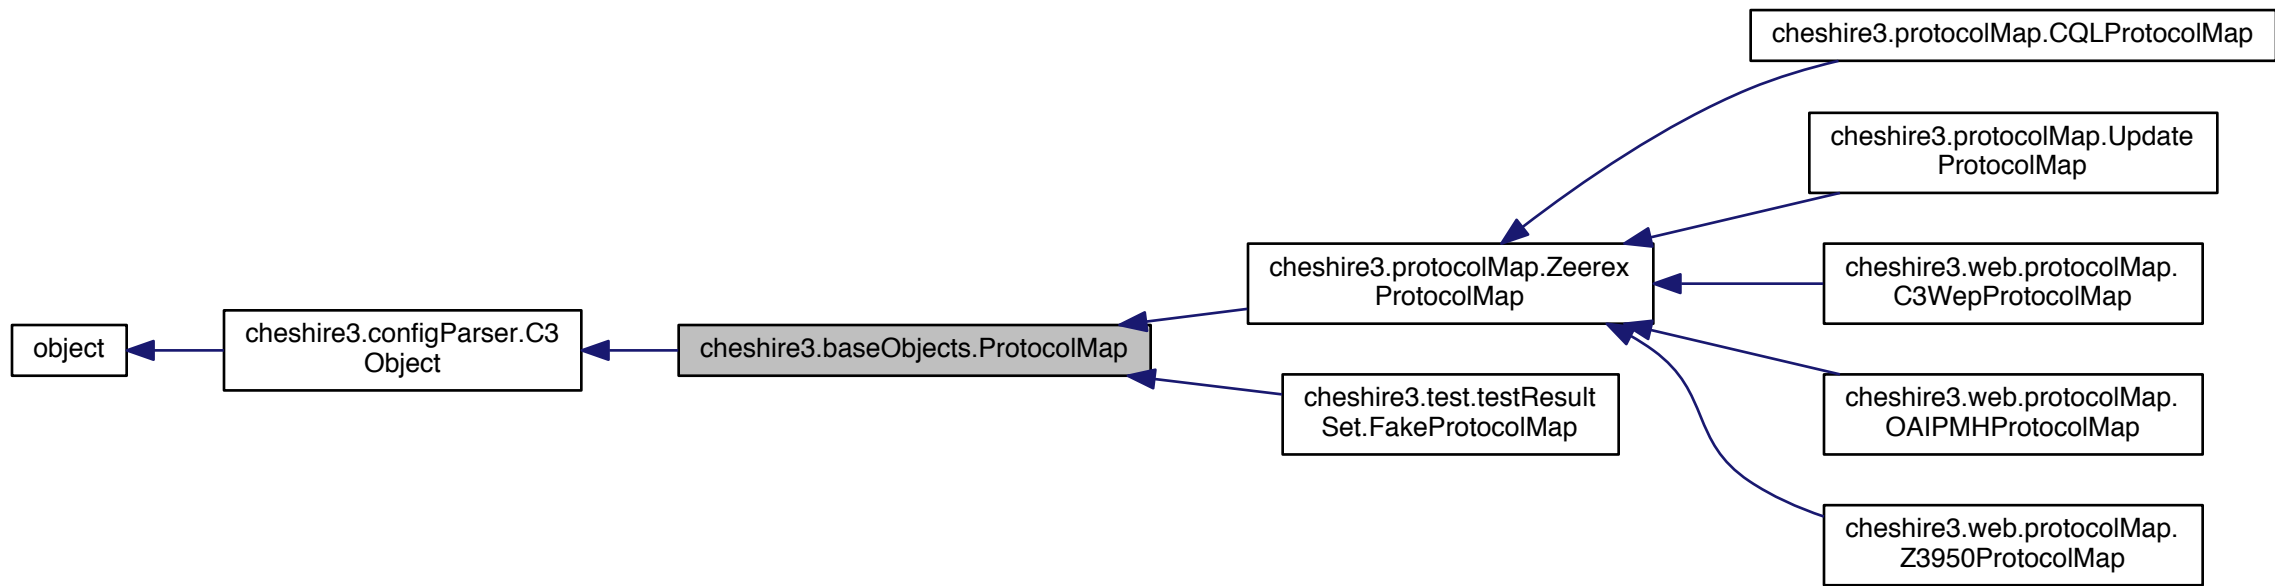 cheshire3.protocolMap.CQLProtocolMap
cheshire3.protocolMap.Update
ProtocolMap
cheshire3.protocolMap.Zeerex
ProtocolMap
cheshire3.web.protocolMap.
C3WepProtocolMap
object
cheshire3.configParser.C3
Object
cheshire3.baseObjects.ProtocolMap
cheshire3.test.testResult
Set.FakeProtocolMap
cheshire3.web.protocolMap.
OAIPMHProtocolMap
cheshire3.web.protocolMap.
Z3950ProtocolMap